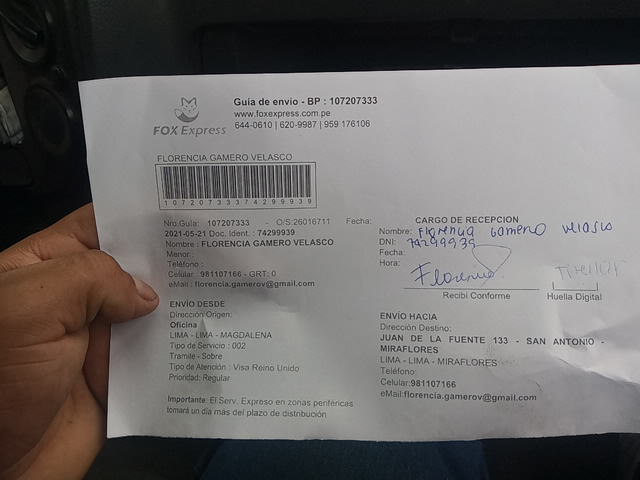 Guía de envio - BP : 107207333
www.foxexpress.com.pe
644-0610 | 620-9987 | 959 176106
FOX Express
FLORENCIA GAMERO VELASCO
10720733374299939
Nro.Guía: 107207333 - O/S:26016711 Fecha:
2021-05-21 Doc. Ident. : 74299939
Nombre : FLORENCIA GAMERO VELASCO
Menor :
Teléfono :
Celular : 981107166 - GRT: 0
eMail : florencia.gamerov@gmail.com
ENVÍO DESDE
Dirección Origen:
Oficina
LIMA - LIMA - MAGDALENA
Tipo de Servicio : 002
Tramite - Sobre
Tipo de Atención : Visa Reino Unido
Prioridad: Regular
Importante: El Serv. Expreso en zonas periféricas
tomará un día más del plazo de distribución
CARGO DE RECEPCION
Nombre: Florencia Gamero Velasco
DNI: 74299939
Fecha:
Hora:
Florencia
Titular
Recibí Conforme Huella Digital
ENVÍO HACIA
Dirección Destino:
JUAN DE LA FUENTE 133 - SAN ANTONIO -
MIRAFLORES
LIMA - LIMA - MIRAFLORES
Teléfono:
Celular:981107166
eMail:florencia.gamerov@gmail.com